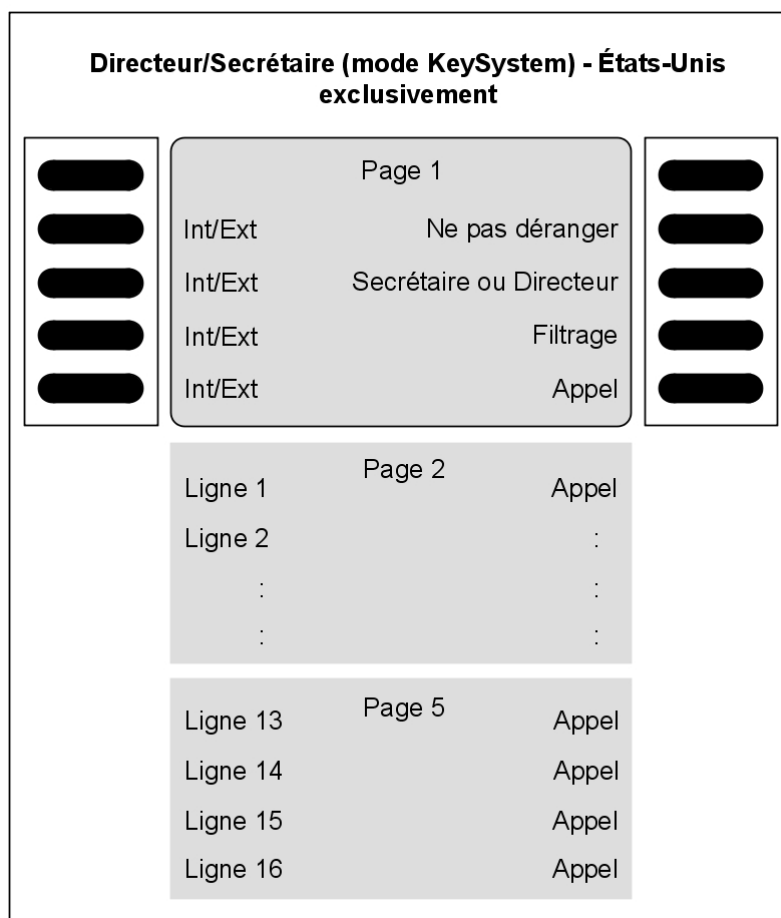 Directeur/Secrétaire (mode KeySystem) - États-Unis
exclusivement
Page 1
Int/Ext Ne pas déranger
Int/Ext Secrétaire ou Directeur
Int/Ext Filtrage
Int/Ext Appel
Page 2
Ligne 1 Appel
Ligne 2 :
: :
: :
Page 5
Ligne 13 Appel
Ligne 14 Appel
Ligne 15 Appel
Ligne 16 Appel